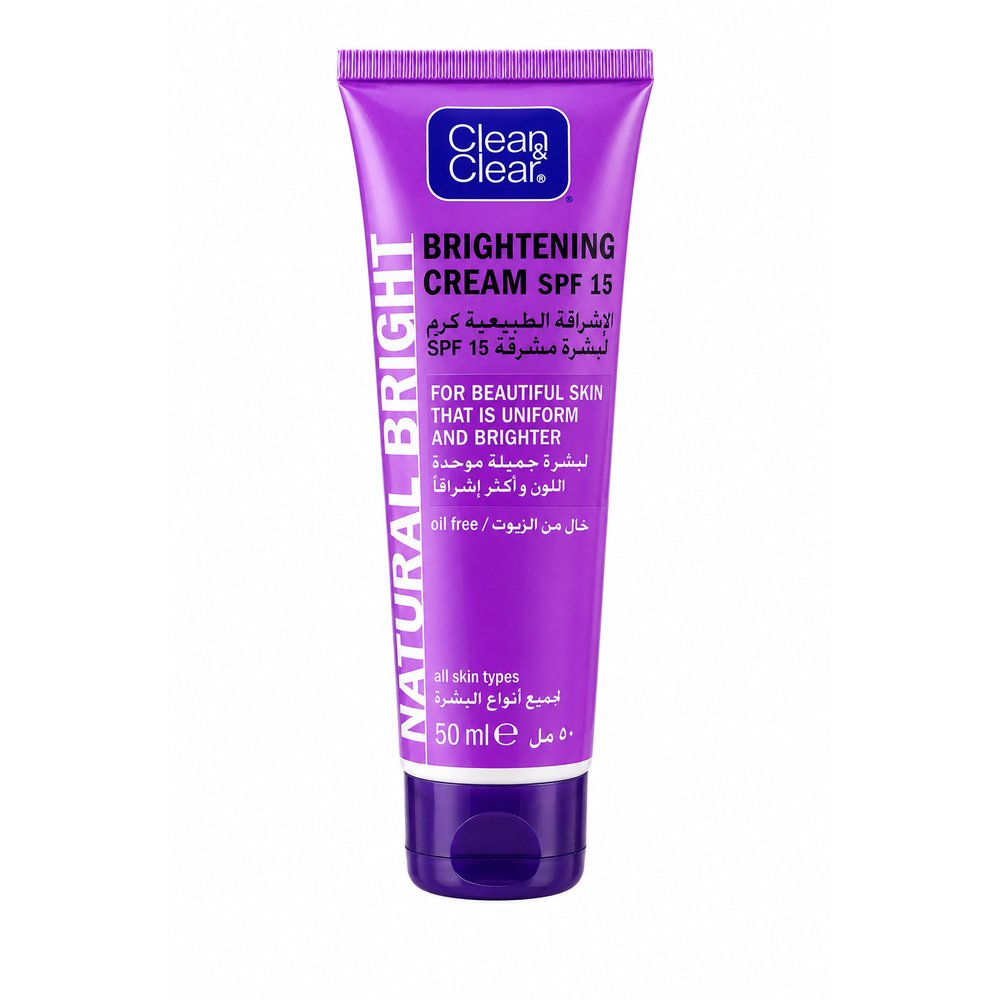 Clean &
Clear®
®
NATURAL BRIGHT
BRIGHTENING
CREAM SPF 15
الإشراقة الطبيعية كرم
لبشرة مشرقة SPF 15
FOR BEAUTIFUL SKIN
THAT IS UNIFORM
AND BRIGHTER
لبشرة جميلة موحدة
اللون وأكثر إشراقاً
oil free / خال من الزيوت
all skin types
لجميع أنواع البشرة
50 ml ℮ ٥٠ مل